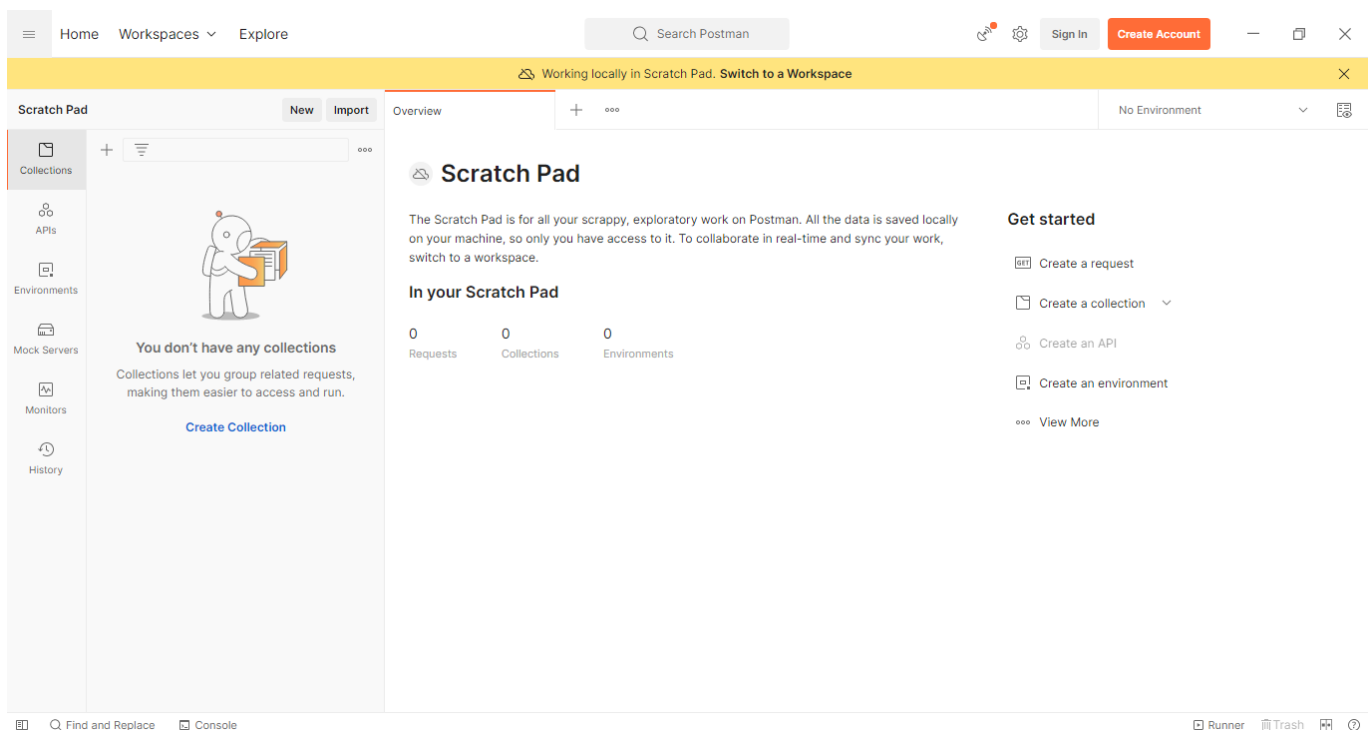 Home Workspaces Explore
Search Postman
Sign In
Create Account
Working locally in Scratch Pad. Switch to a Workspace
Scratch Pad
New Import
Overview
No Environment
Collections
APIs
Environments
Mock Servers
Monitors
History
You don't have any collections
Collections let you group related requests,
making them easier to access and run.
Create Collection
Scratch Pad
The Scratch Pad is for all your scrappy, exploratory work on Postman. All the data is saved locally
on your machine, so only you have access to it. To collaborate in real-time and sync your work,
switch to a workspace.
In your Scratch Pad
0 0 0
Requests Collections Environments
Get started
GET Create a request
Create a collection
Create an API
Create an environment
View More
Find and Replace Console
Runner Trash